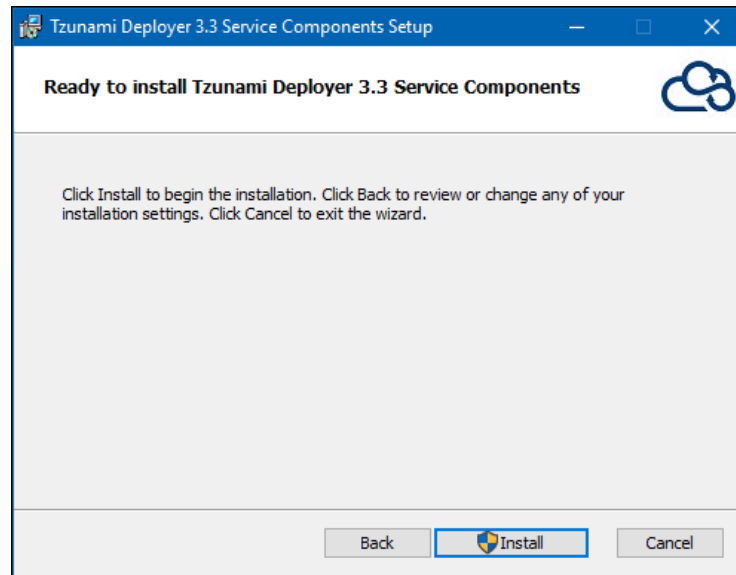 Tzunami Deployer 3.3 Service Components Setup
Ready to install Tzunami Deployer 3.3 Service Components
Click Install to begin the installation. Click Back to review or change any of your
installation settings. Click Cancel to exit the wizard.
Back
Install
Cancel